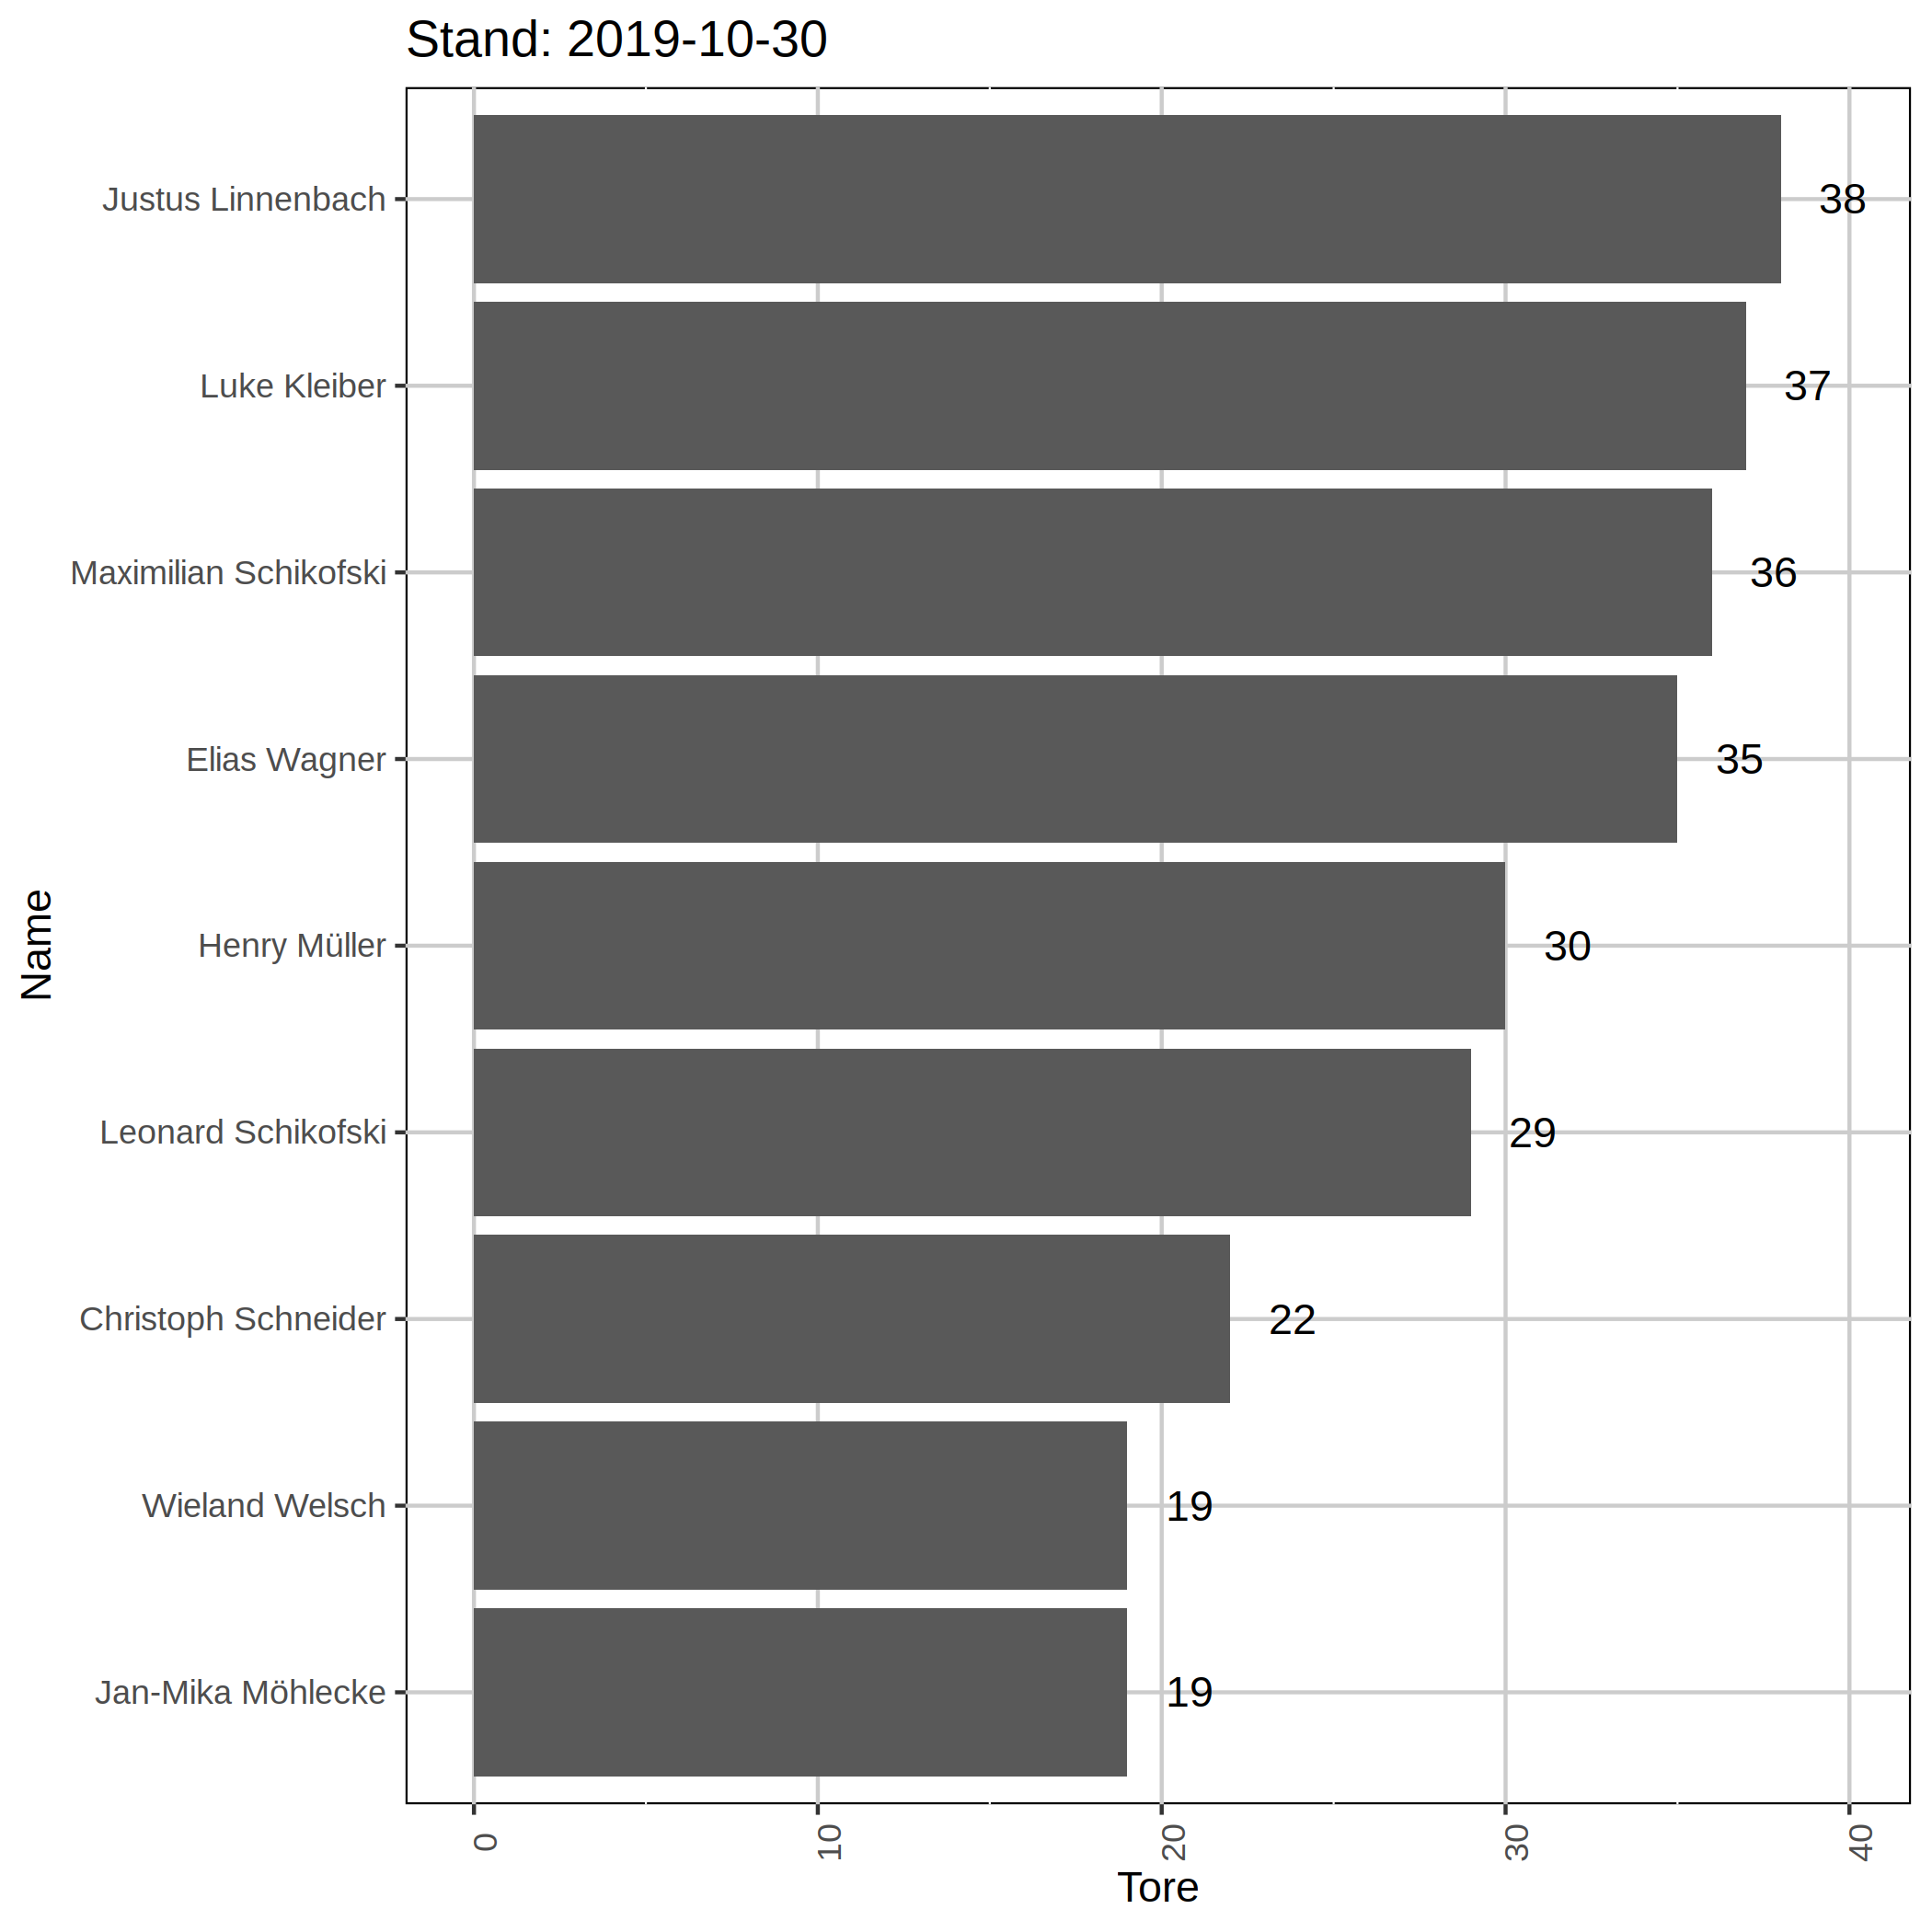 Stand: 2019-10-30
Name
Justus Linnenbach 38
Luke Kleiber 37
Maximilian Schikofski 36
Elias Wagner 35
Henry Müller 30
Leonard Schikofski 29
Christoph Schneider 22
Wieland Welsch 19
Jan-Mika Möhlecke 19
0 10 20 30 40
Tore